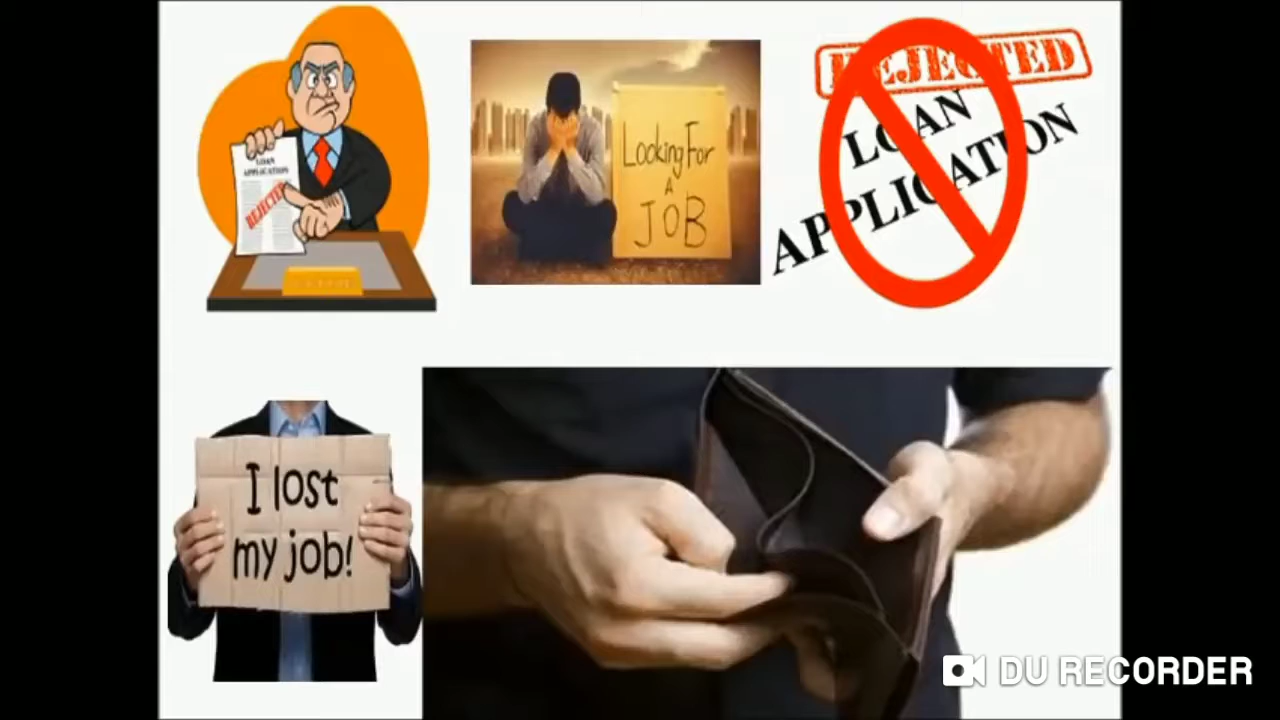 LOAN
APPLICATION
REJECTED
Looking For
A
JOB
REJECTED
LOAN
APPLICATION
I lost
my job!
DU RECORDER